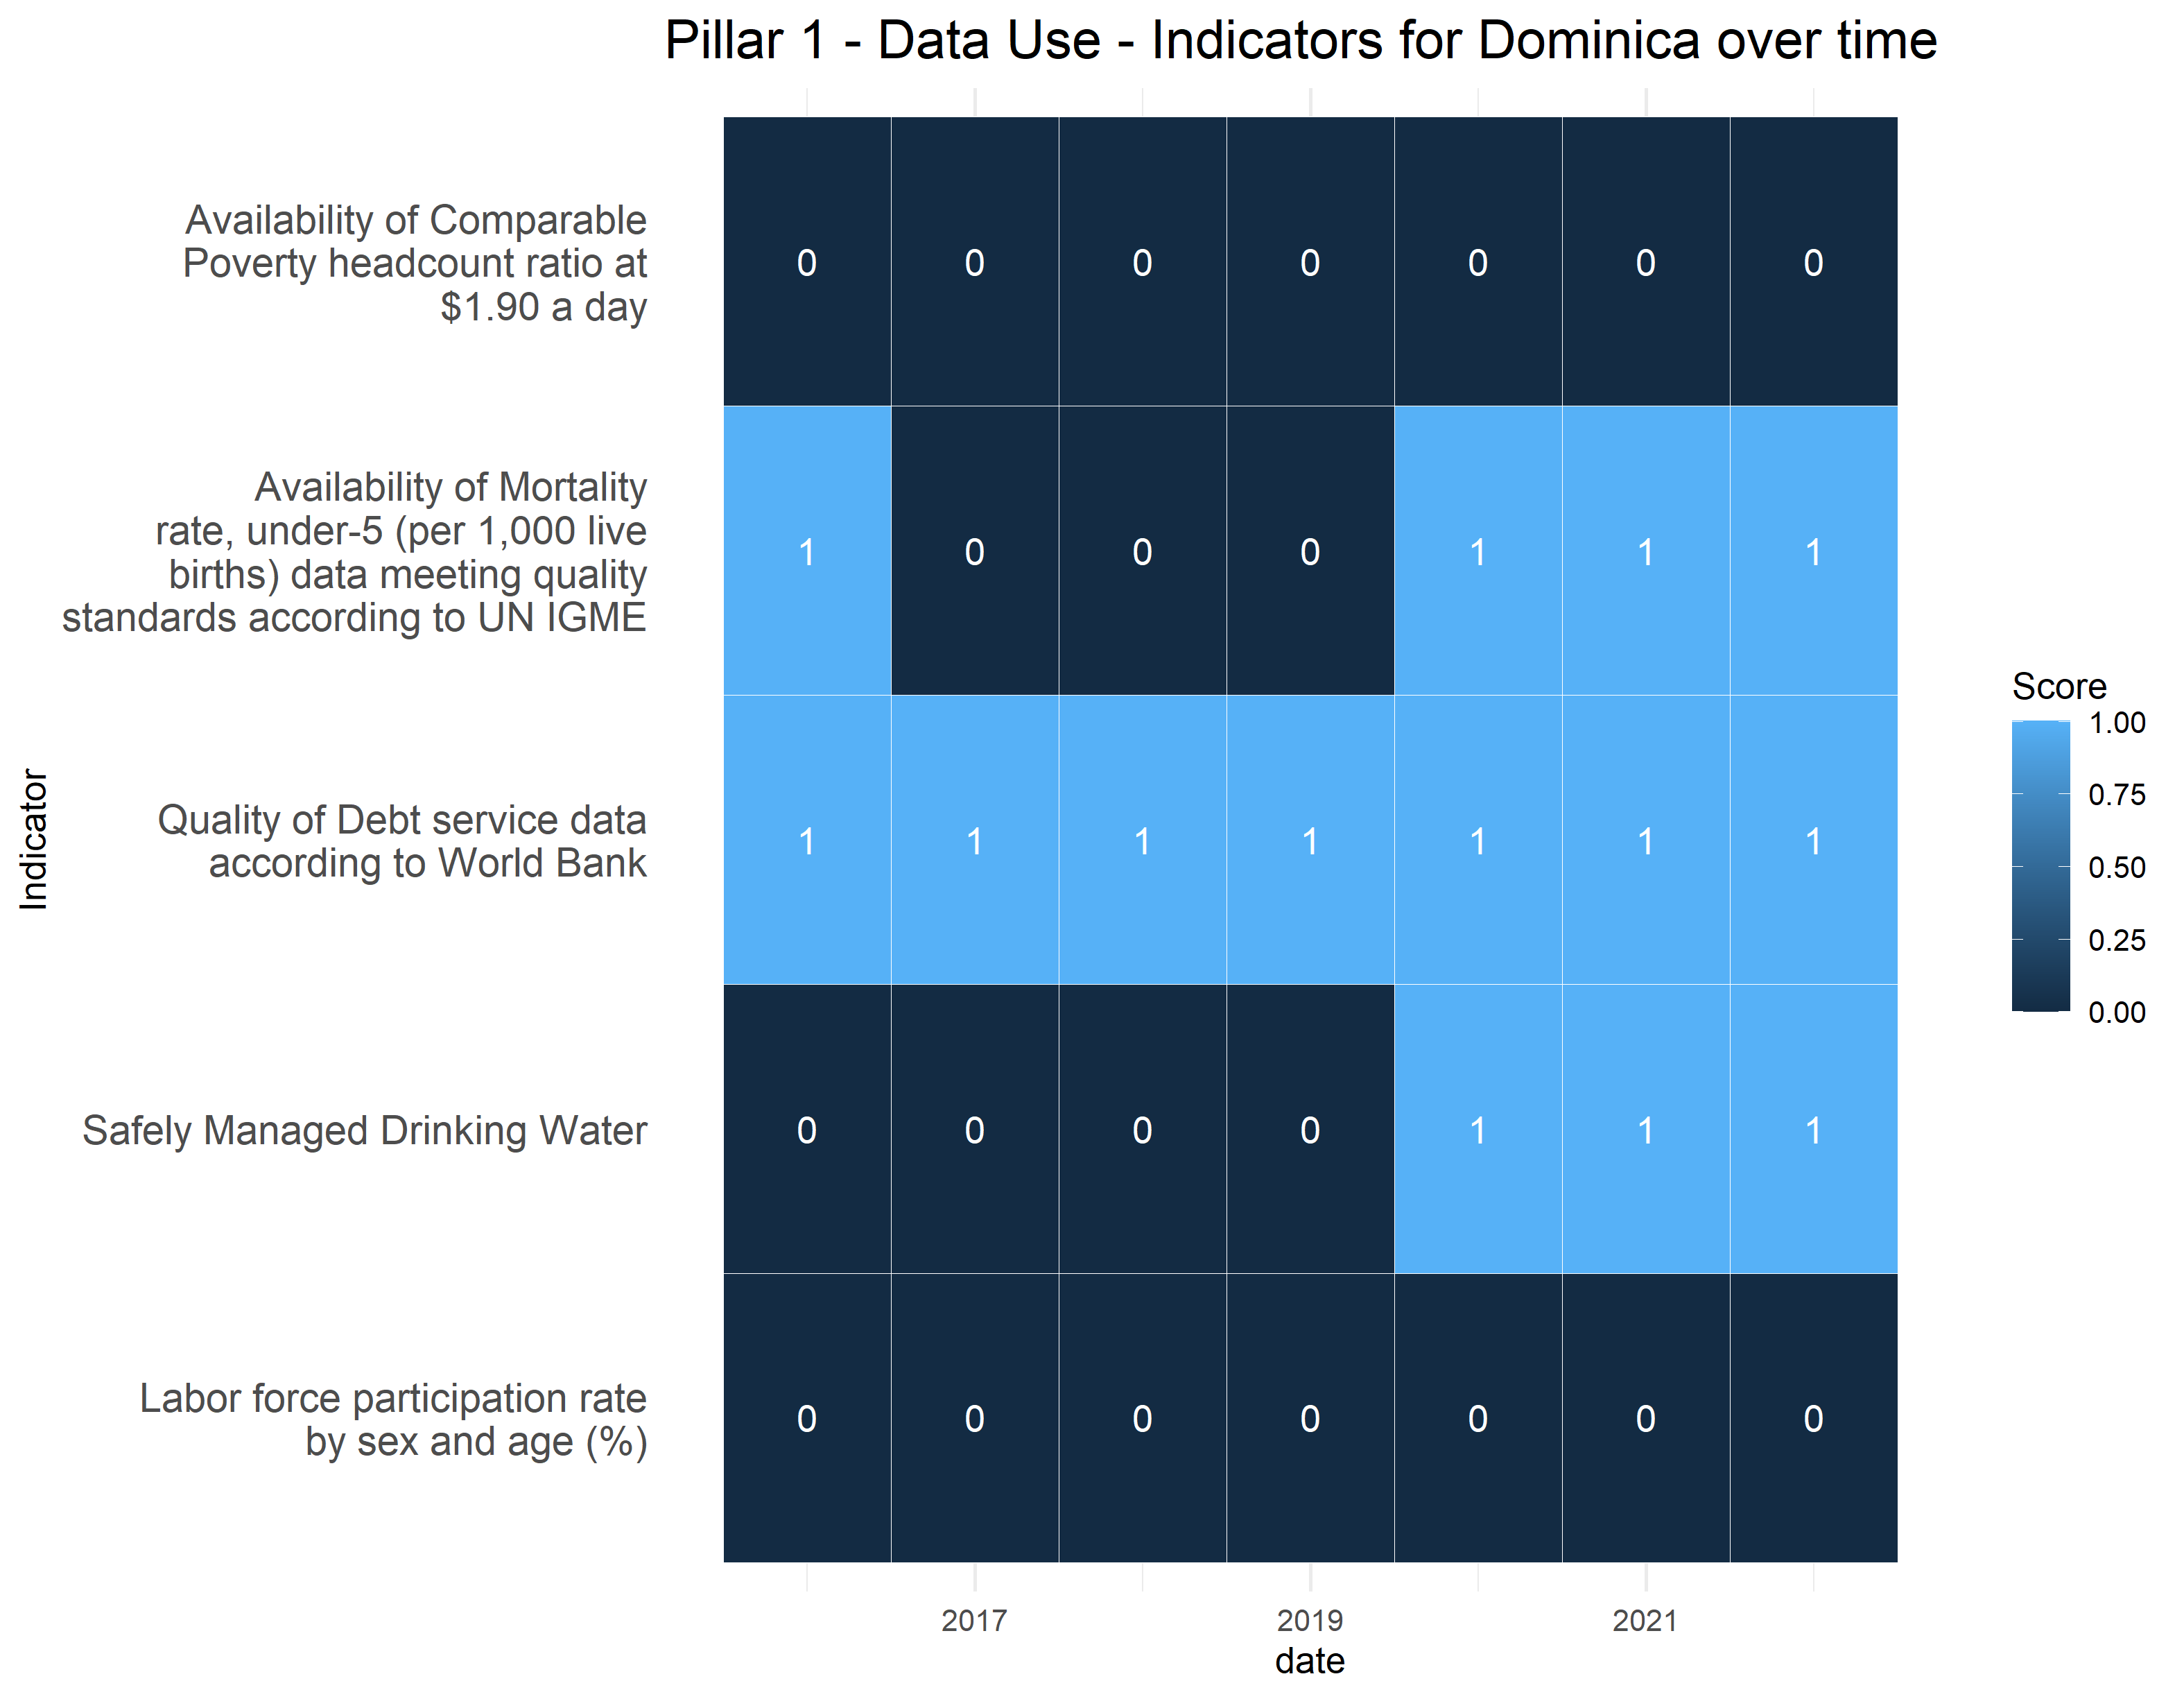 Pillar 1 - Data Use - Indicators for Dominica over time
Indicator
Availability of Comparable
Poverty headcount ratio at
$1.90 a day
0 0 0 0 0 0 0
Availability of Mortality
rate, under-5 (per 1,000 live
births) data meeting quality
standards according to UN IGME
1 0 0 0 1 1 1
Quality of Debt service data
according to World Bank
1 1 1 1 1 1 1
Safely Managed Drinking Water
0 0 0 0 1 1 1
Labor force participation rate
by sex and age (%)
0 0 0 0 0 0 0
2017 2019 2021
date
Score
1.00
0.75
0.50
0.25
0.00